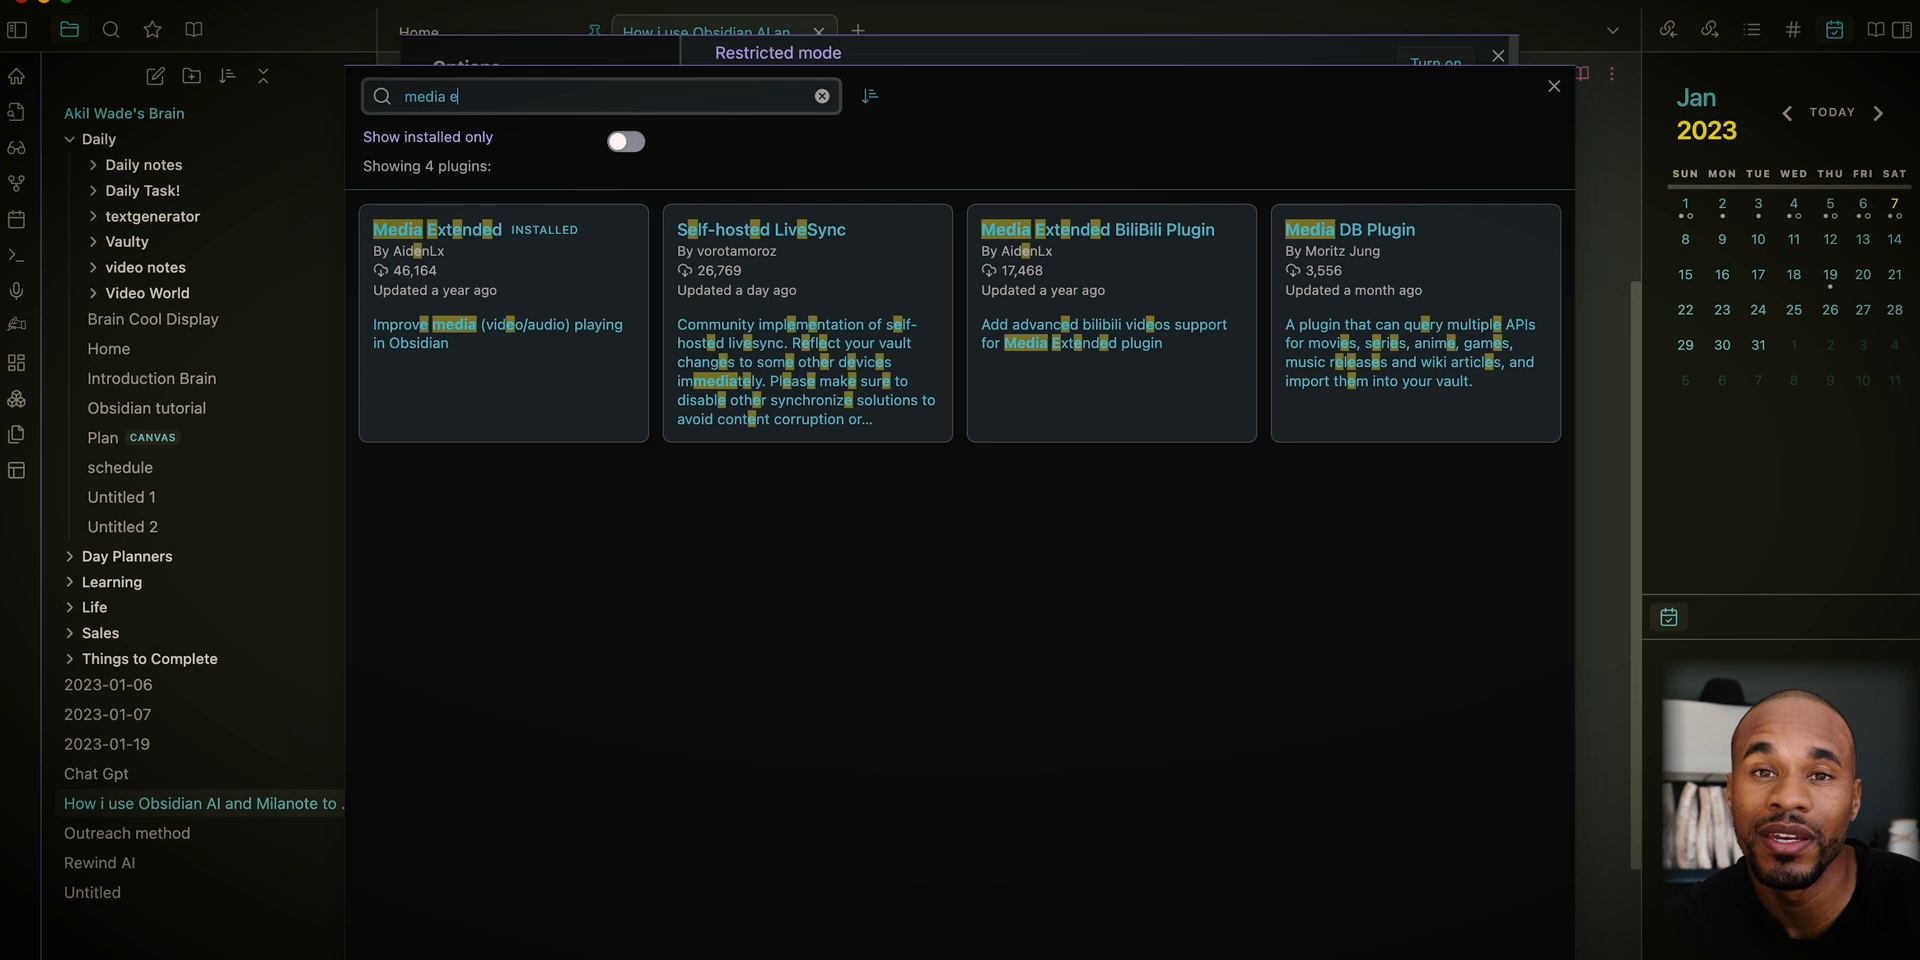 Home
How i use Obsidian AI an
Options
Restricted mode
Turn on
media e
Show installed only
Showing 4 plugins:
Media Extended INSTALLED
By AidenLx
46,164
Updated a year ago
Improve media (video/audio) playing
in Obsidian
Self-hosted LiveSync
By vorotamoroz
26,769
Updated a day ago
Community implementation of self-
hosted livesync. Reflect your vault
changes to some other devices
immediately. Please make sure to
disable other synchronize solutions to
avoid content corruption or...
Media Extended BiliBili Plugin
By AidenLx
17,468
Updated a year ago
Add advanced bilibili videos support
for Media Extended plugin
Media DB Plugin
By Moritz Jung
3,556
Updated a month ago
A plugin that can query multiple APIs
for movies, series, anime, games,
music releases and wiki articles, and
import them into your vault.
Akil Wade's Brain
Daily
Daily notes
Daily Task!
textgenerator
Vaulty
video notes
Video World
Brain Cool Display
Home
Introduction Brain
Obsidian tutorial
Plan CANVAS
schedule
Untitled 1
Untitled 2
Day Planners
Learning
Life
Sales
Things to Complete
2023-01-06
2023-01-07
2023-01-19
Chat Gpt
How i use Obsidian AI and Milanote to .
Outreach method
Rewind AI
Untitled
Jan
2023
TODAY
SUN MON TUE WED THU FRI SAT
1 2 3 4 5 6 7
8 9 10 11 12 13 14
15 16 17 18 19 20 21
22 23 24 25 26 27 28
29 30 31 1 2 3 4
5 6 7 8 9 10 11